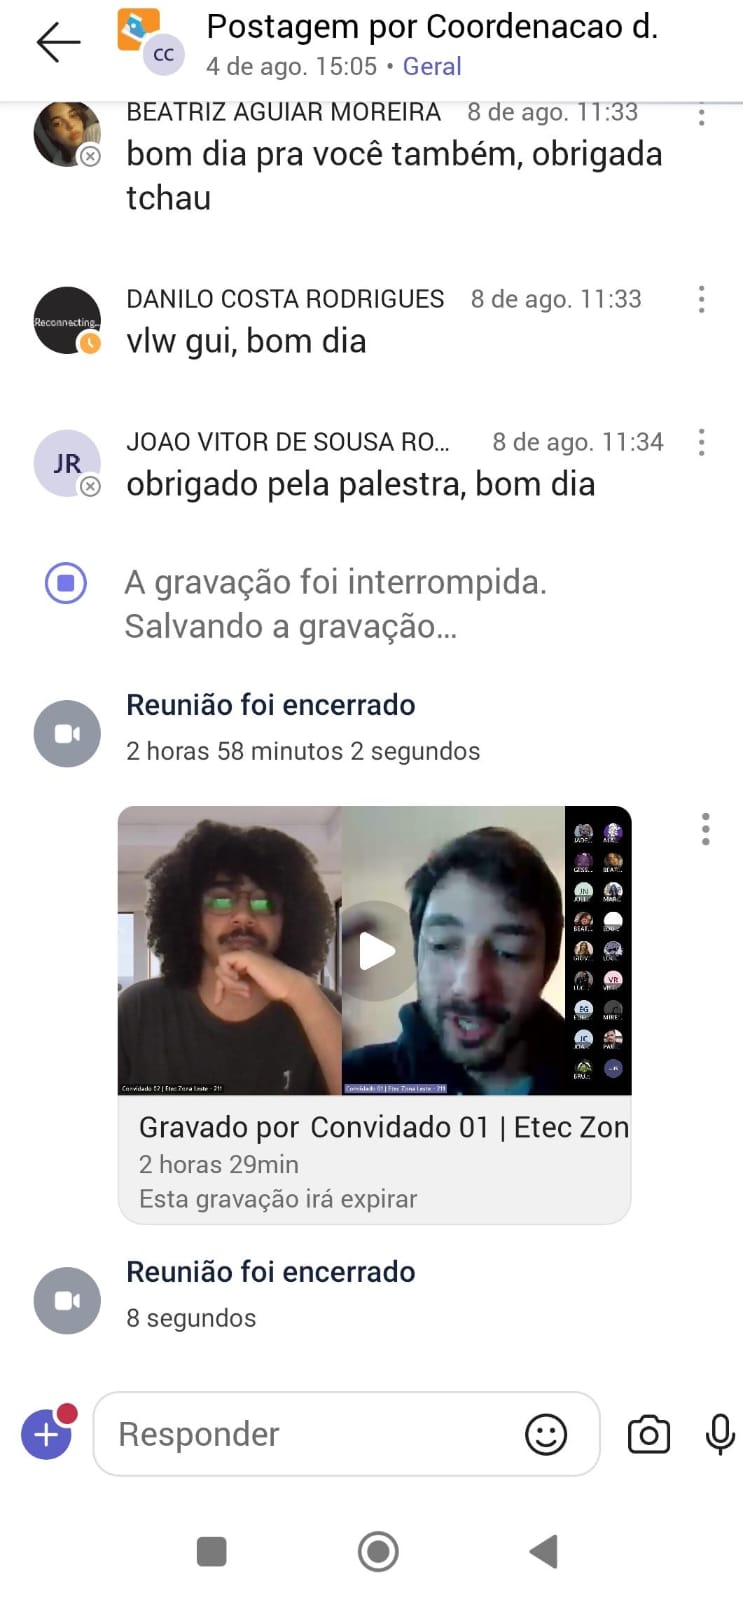 Postagem por Coordenacao d.
CC
4 de ago. 15:05 • Geral
BEATRIZ AGUIAR MOREIRA 8 de ago. 11:33
bom dia pra você também, obrigada
tchau
DANILO COSTA RODRIGUES 8 de ago. 11:33
Reconnecting...
vlw gui, bom dia
JOAO VITOR DE SOUSA RO... 8 de ago. 11:34
JR
obrigado pela palestra, bom dia
A gravação foi interrompida.
Salvando a gravação...
Reunião foi encerrado
2 horas 58 minutos 2 segundos
JN
VR
EG
JC
Convidado 02 | Etec Zona Leste - 211
Convidado 01 | Etec Zona Leste - 211
Gravado por Convidado 01 | Etec Zon
2 horas 29min
Esta gravação irá expirar
Reunião foi encerrado
8 segundos
Responder